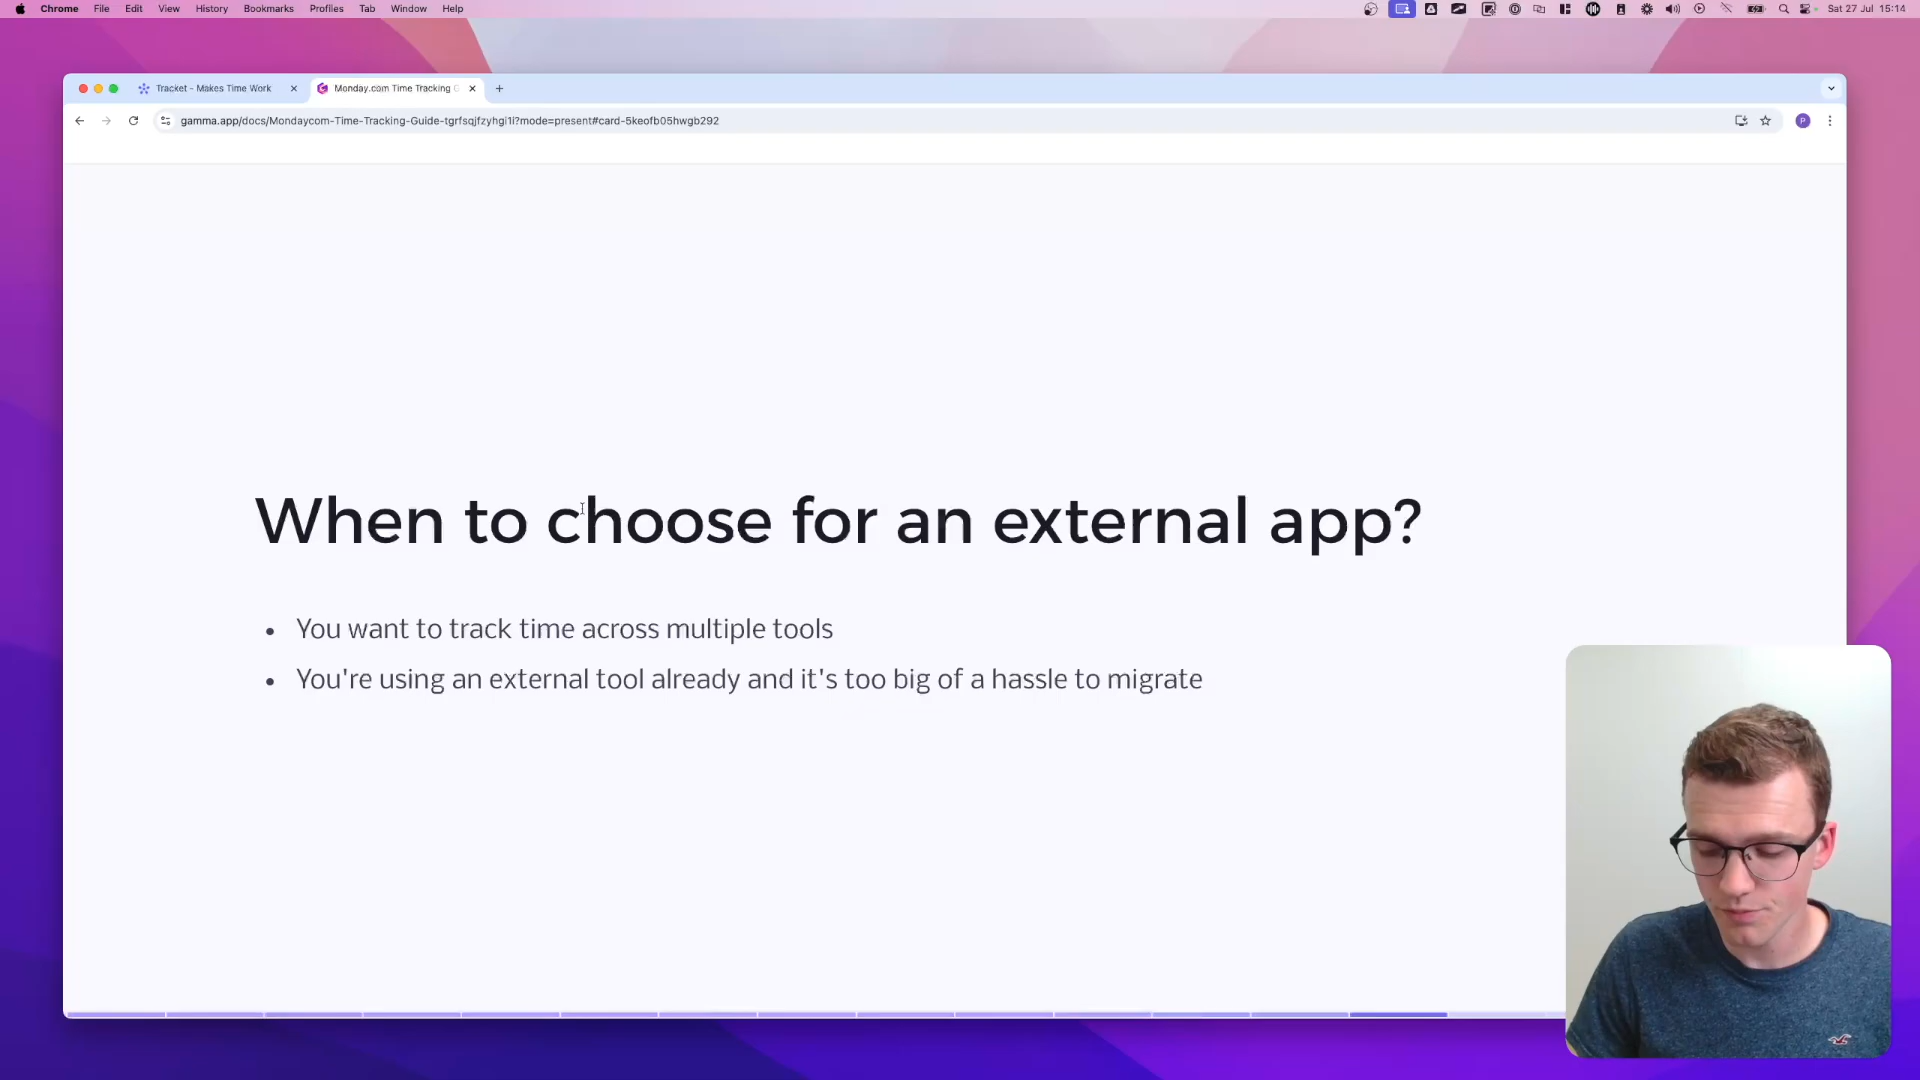 Chrome File Edit View History Bookmarks Profiles Tab Window Help Sat 27 Jul 15:14
Tracket - Makes Time Work Monday.com Time Tracking G
gamma.app/docs/Mondaycom-Time-Tracking-Guide-tgrfsqjfzyhgi1i?mode=present#card-5keofb05hwgb292 P
When to choose for an external app?
• You want to track time across multiple tools
• You're using an external tool already and it's too big of a hassle to migrate